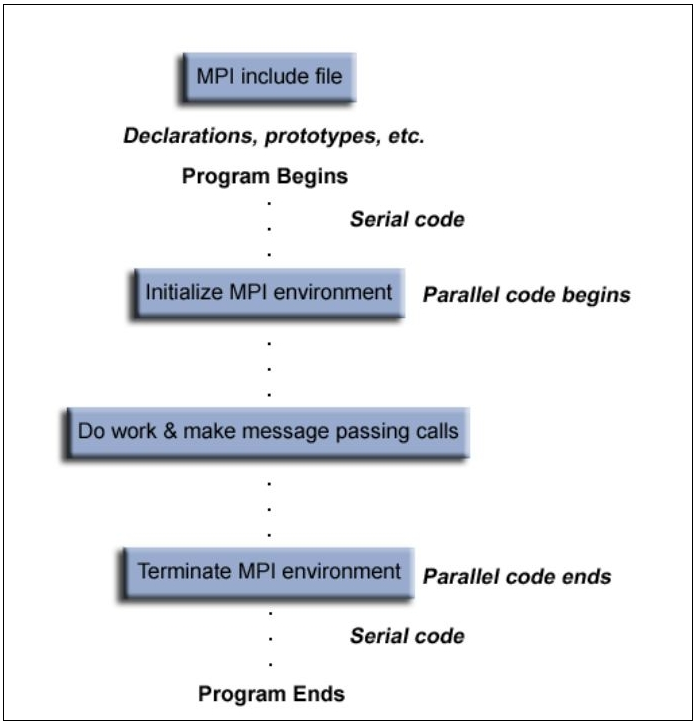 MPI include file
Declarations, prototypes, etc.
Program Begins
Serial code
Initialize MPI environment
Parallel code begins
Do work & make message passing calls
Terminate MPI environment
Parallel code ends
Serial code
Program Ends